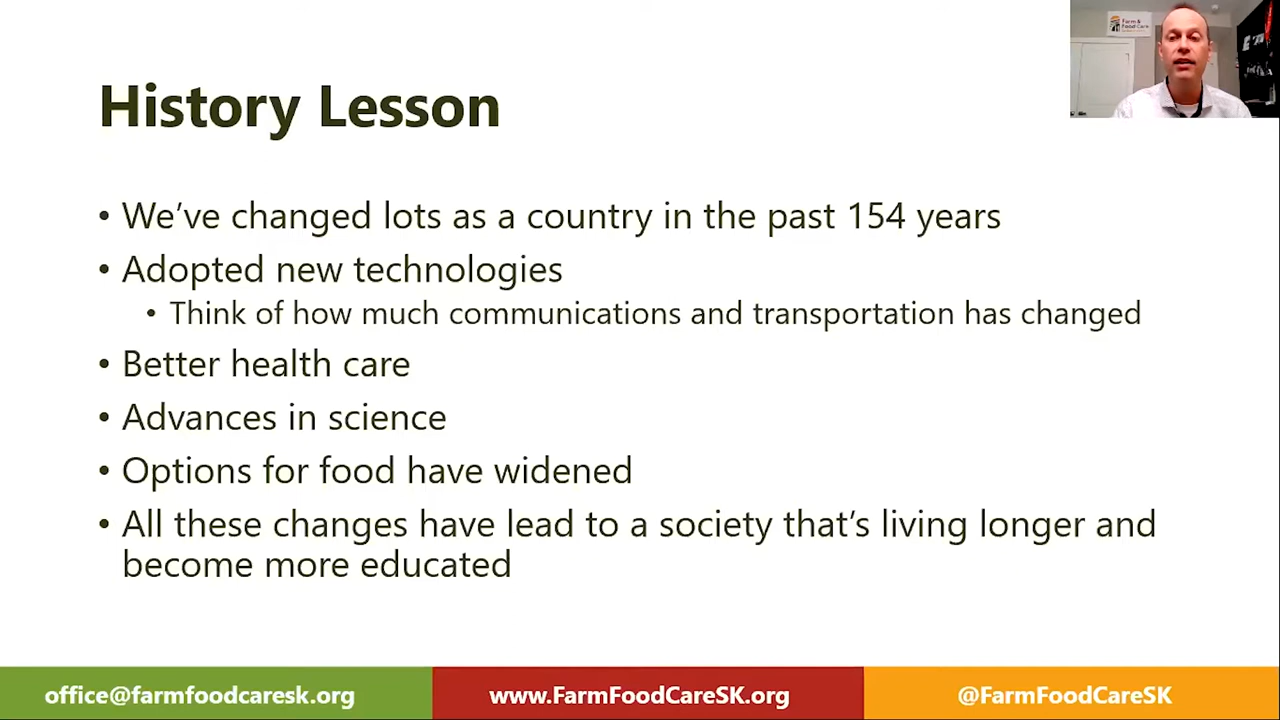 Farm &
Food Care
History Lesson
• We've changed lots as a country in the past 154 years
• Adopted new technologies
• Think of how much communications and transportation has changed
• Better health care
• Advances in science
• Options for food have widened
• All these changes have lead to a society that's living longer and
become more educated
office@farmfoodcaresk.org
www.FarmFoodCareSK.org
@FarmFoodCareSK